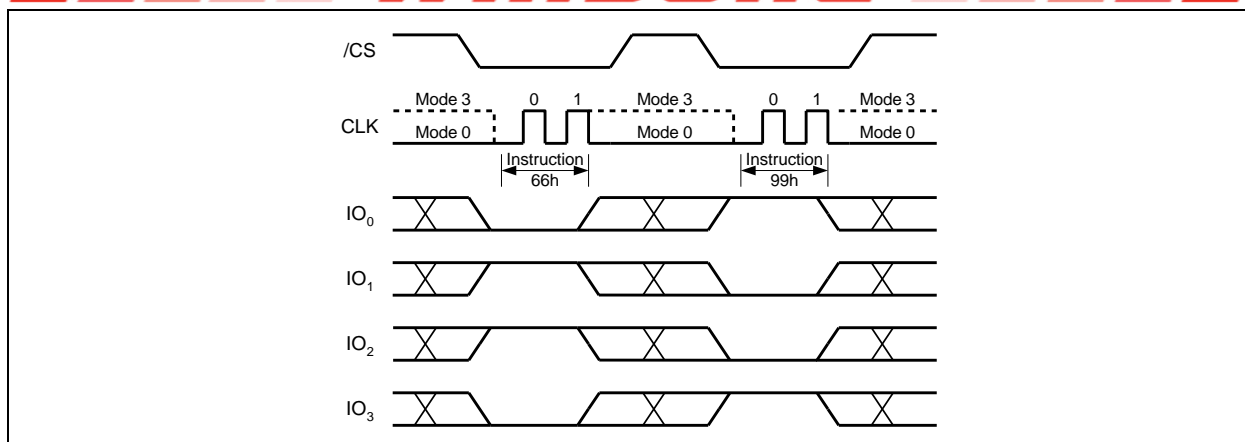 /CS
Mode 3 0 1 Mode 3 0 1 Mode 3
CLK
Mode 0 Mode 0 Mode 0
Instruction Instruction
66h 99h
IO0
IO1
IO2
IO3